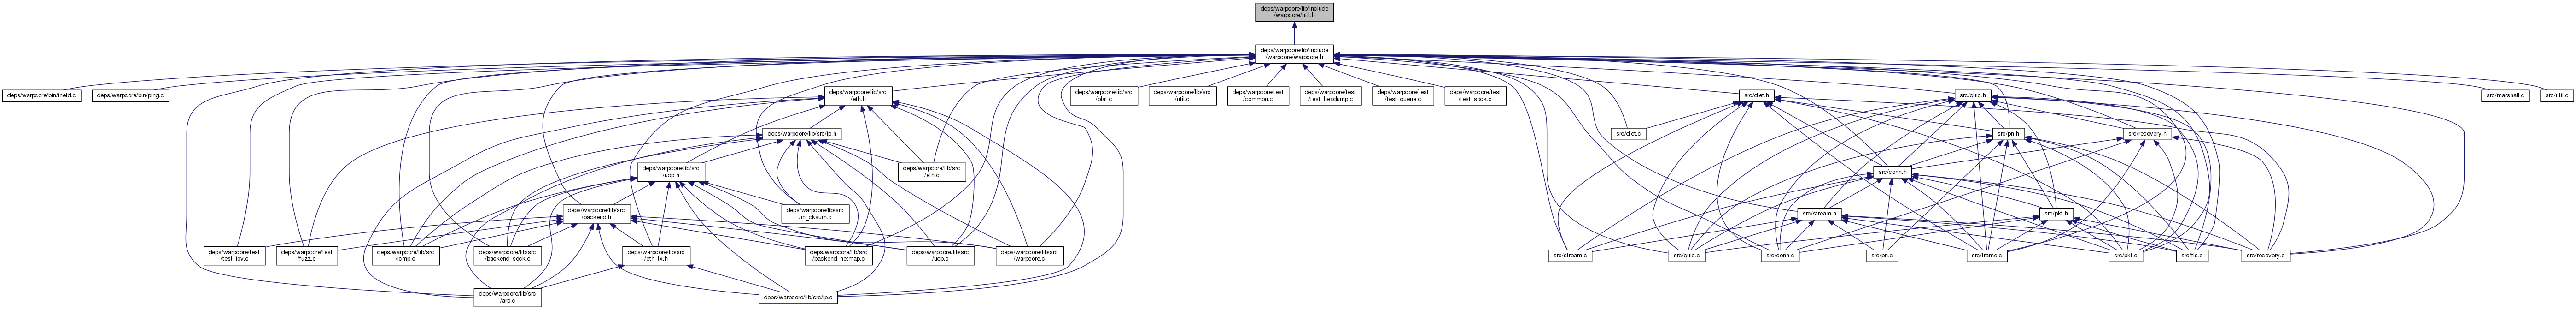 deps/warpcore/lib/include
/warpcore/util.h
deps/warpcore/lib/include
/warpcore/warpcore.h
deps/warpcore/bin/inetd.c
deps/warpcore/bin/ping.c
deps/warpcore/lib/src
/eth.h
deps/warpcore/lib/src
/plat.c
deps/warpcore/lib/src
/util.c
deps/warpcore/test
/common.c
deps/warpcore/test
/test_hexdump.c
deps/warpcore/test
/test_queue.c
deps/warpcore/test
/test_sock.c
src/diet.h
src/quic.h
src/marshall.c
src/util.c
deps/warpcore/lib/src/ip.h
src/diet.c
src/pn.h
src/recovery.h
deps/warpcore/lib/src
/udp.h
deps/warpcore/lib/src
/eth.c
src/conn.h
deps/warpcore/lib/src
/backend.h
deps/warpcore/lib/src
/in_cksum.c
src/stream.h
src/pkt.h
deps/warpcore/test
/test_iov.c
deps/warpcore/test
/fuzz.c
deps/warpcore/lib/src
/icmp.c
deps/warpcore/lib/src
/backend_sock.c
deps/warpcore/lib/src
/eth_tx.h
deps/warpcore/lib/src
/backend_netmap.c
deps/warpcore/lib/src
/udp.c
deps/warpcore/lib/src
/warpcore.c
src/stream.c
src/quic.c
src/conn.c
src/pn.c
src/frame.c
src/pkt.c
src/tls.c
src/recovery.c
deps/warpcore/lib/src
/arp.c
deps/warpcore/lib/src/ip.c